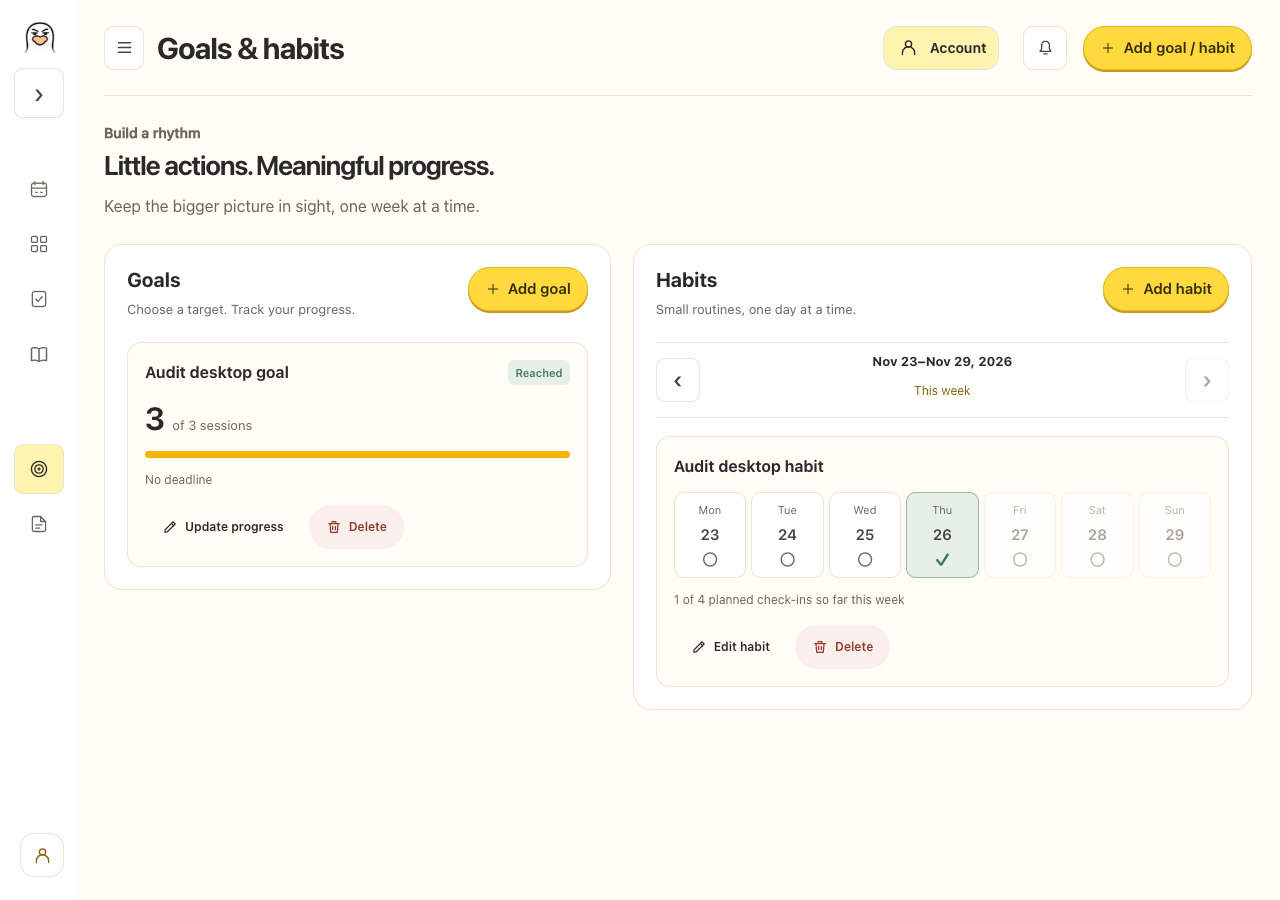 Goals & habits
Account
Add goal / habit
Build a rhythm
Little actions. Meaningful progress.
Keep the bigger picture in sight, one week at a time.
Goals
Add goal
Choose a target. Track your progress.
Audit desktop goal
Reached
3 of 3 sessions
No deadline
Update progress
Delete
Habits
Add habit
Small routines, one day at a time.
Nov 23–Nov 29, 2026
This week
Audit desktop habit
Mon Tue Wed Thu Fri Sat Sun
23 24 25 26 27 28 29
1 of 4 planned check-ins so far this week
Edit habit
Delete